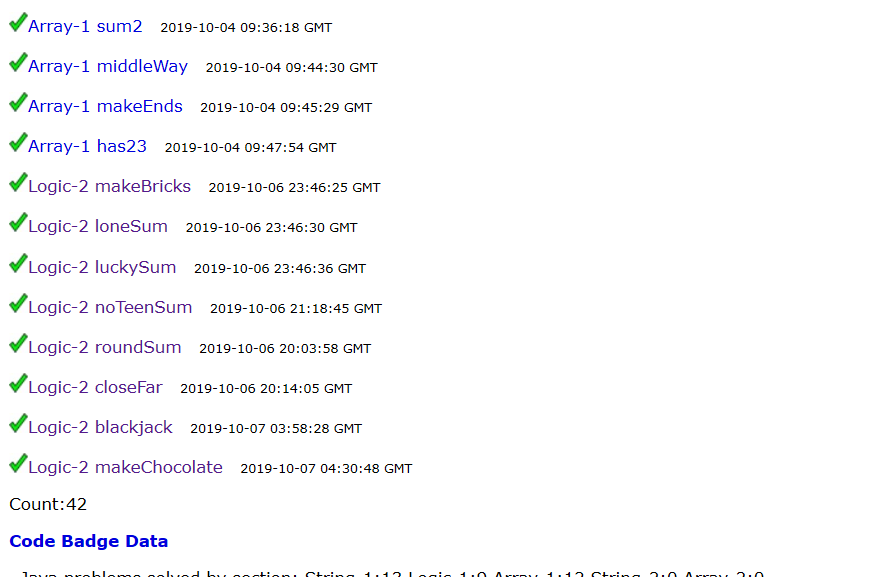 Array-1 sum2 2019-10-04 09:36:18 GMT
Array-1 middleWay 2019-10-04 09:44:30 GMT
Array-1 makeEnds 2019-10-04 09:45:29 GMT
Array-1 has23 2019-10-04 09:47:54 GMT
Logic-2 makeBricks 2019-10-06 23:46:25 GMT
Logic-2 loneSum 2019-10-06 23:46:30 GMT
Logic-2 luckySum 2019-10-06 23:46:36 GMT
Logic-2 noTeenSum 2019-10-06 21:18:45 GMT
Logic-2 roundSum 2019-10-06 20:03:58 GMT
Logic-2 closeFar 2019-10-06 20:14:05 GMT
Logic-2 blackjack 2019-10-07 03:58:28 GMT
Logic-2 makeChocolate 2019-10-07 04:30:48 GMT
Count:42
Code Badge Data
Java problems solved by section: